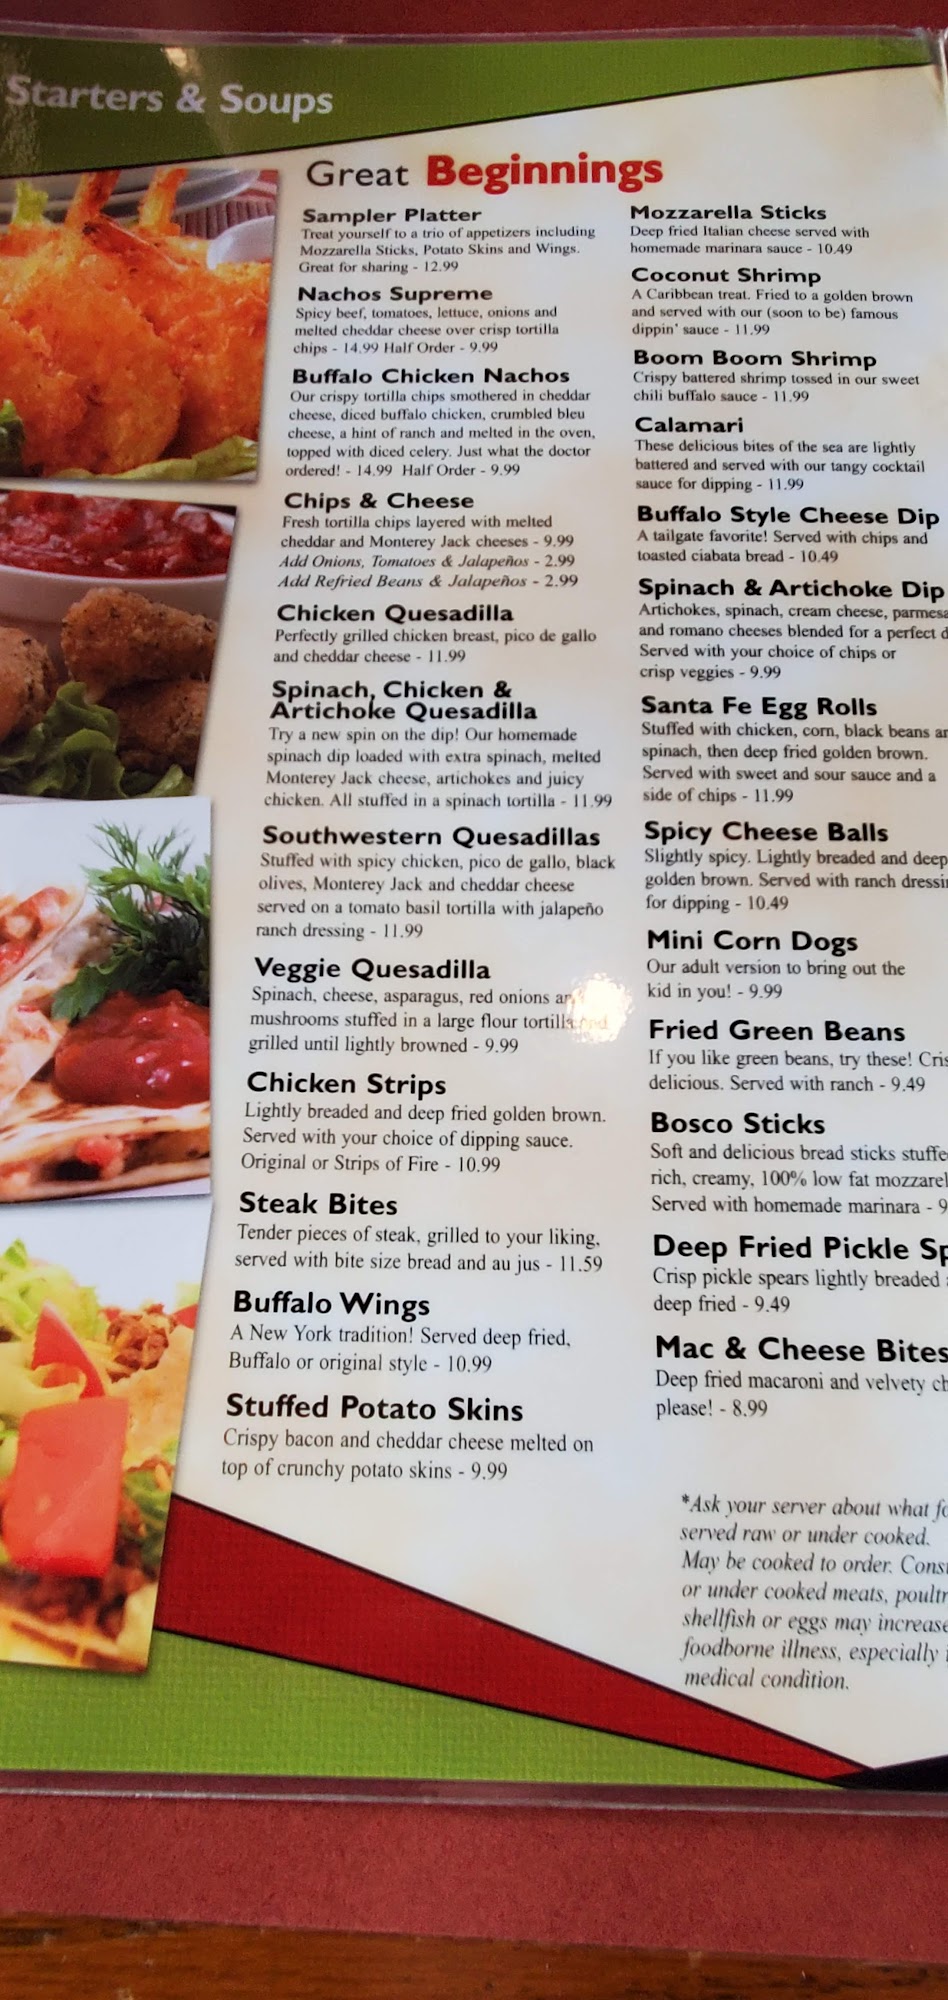 Starters & Soups
Great Beginnings
Sampler Platter
Treat yourself to a trio of appetizers including
Mozzarella Sticks, Potato Skins and Wings.
Great for sharing - 12.99
Nachos Supreme
Spicy beef, tomatoes, lettuce, onions and
melted cheddar cheese over crisp tortilla
chips - 14.99 Half Order - 9.99
Buffalo Chicken Nachos
Our crispy tortilla chips smothered in cheddar
cheese, diced buffalo chicken, crumbled bleu
cheese, a hint of ranch and melted in the oven,
topped with diced celery. Just what the doctor
ordered! - 14.99 Half Order - 9.99
Chips & Cheese
Fresh tortilla chips layered with melted
cheddar and Monterey Jack cheeses - 9.99
Add Onions, Tomatoes & Jalapeños - 2.99
Add Refried Beans & Jalapeños - 2.99
Chicken Quesadilla
Perfectly grilled chicken breast, pico de gallo
and cheddar cheese - 11.99
Spinach, Chicken &
Artichoke Quesadilla
Try a new spin on the dip! Our homemade
spinach dip loaded with extra spinach, melted
Monterey Jack cheese, artichokes and juicy
chicken. All stuffed in a spinach tortilla - 11.99
Southwestern Quesadillas
Stuffed with spicy chicken, pico de gallo, black
olives, Monterey Jack and cheddar cheese
served on a tomato basil tortilla with jalapeño
ranch dressing - 11.99
Veggie Quesadilla
Spinach, cheese, asparagus, red onions and
mushrooms stuffed in a large flour tortilla and
grilled until lightly browned - 9.99
Chicken Strips
Lightly breaded and deep fried golden brown.
Served with your choice of dipping sauce.
Original or Strips of Fire - 10.99
Steak Bites
Tender pieces of steak, grilled to your liking,
served with bite size bread and au jus - 11.59
Buffalo Wings
A New York tradition! Served deep fried,
Buffalo or original style - 10.99
Stuffed Potato Skins
Crispy bacon and cheddar cheese melted on
top of crunchy potato skins - 9.99
Mozzarella Sticks
Deep fried Italian cheese served with
homemade marinara sauce - 10.49
Coconut Shrimp
A Caribbean treat. Fried to a golden brown
and served with our (soon to be) famous
dippin' sauce - 11.99
Boom Boom Shrimp
Crispy battered shrimp tossed in our sweet
chili buffalo sauce - 11.99
Calamari
These delicious bites of the sea are lightly
battered and served with our tangy cocktail
sauce for dipping - 11.99
Buffalo Style Cheese Dip
A tailgate favorite! Served with chips and
toasted ciabata bread - 10.49
Spinach & Artichoke Dip
Artichokes, spinach, cream cheese,
and romano cheeses blended for a perfect
Served with your choice of chips or
crisp veggies - 9.99
Santa Fe Egg Rolls
Stuffed with chicken, corn, black beans
spinach, then deep fried golden brown.
Served with sweet and sour sauce and a
side of chips - 11.99
Spicy Cheese Balls
Slightly spicy. Lightly breaded and deep
golden brown. Served with ranch
for dipping - 10.49
Mini Corn Dogs
Our adult version to bring out the
kid in you! - 9.99
Fried Green Beans
If you like green beans, try these!
delicious. Served with ranch - 9.49
Bosco Sticks
Soft and delicious bread sticks
rich, creamy, 100% low fat
Served with homemade marinara -
Deep Fried Pickle
Crisp pickle spears lightly breaded
deep fried - 9.49
Mac & Cheese Bites
Deep fried macaroni and velvety
please! - 8.99
*Ask your server about what
served raw or under cooked.
May be cooked to order.
or under cooked meats,
shellfish or eggs may increase
foodborne illness, especially
medical condition.